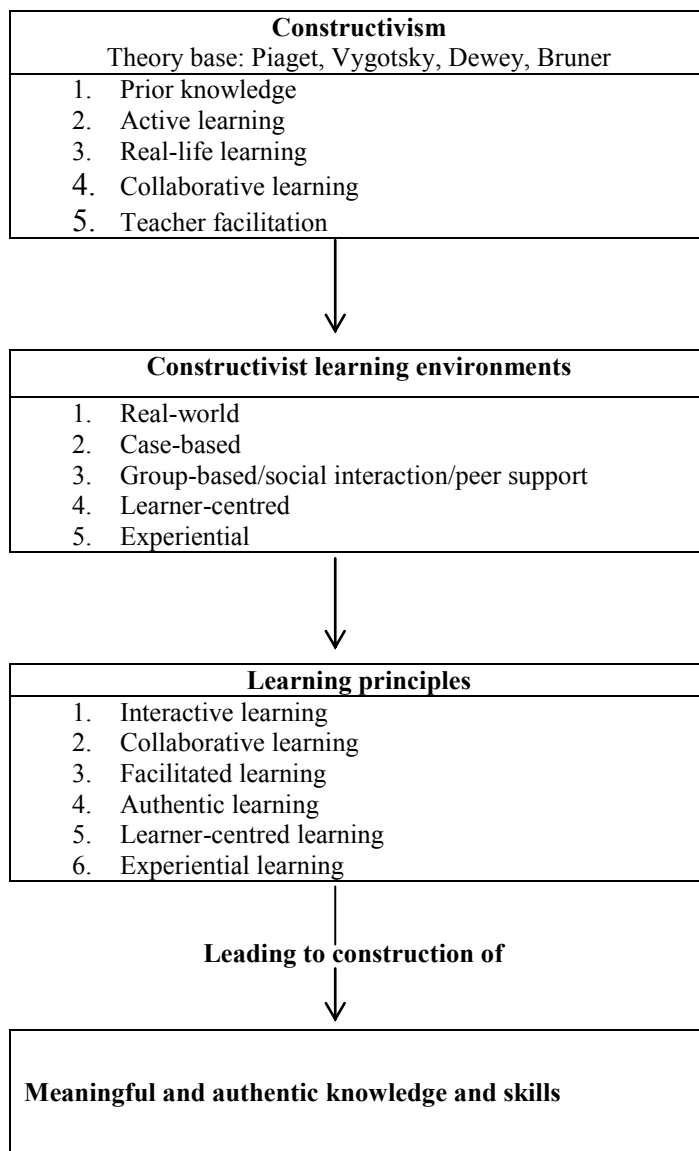 Constructivism
Theory base: Piaget, Vygotsky, Dewey, Bruner
1. Prior knowledge
2. Active learning
3. Real-life learning
4. Collaborative learning
5. Teacher facilitation
Constructivist learning environments
1. Real-world
2. Case-based
3. Group-based/social interaction/peer support
4. Learner-centred
5. Experiential
Learning principles
1. Interactive learning
2. Collaborative learning
3. Facilitated learning
4. Authentic learning
5. Learner-centred learning
6. Experiential learning
Leading to construction of
Meaningful and authentic knowledge and skills